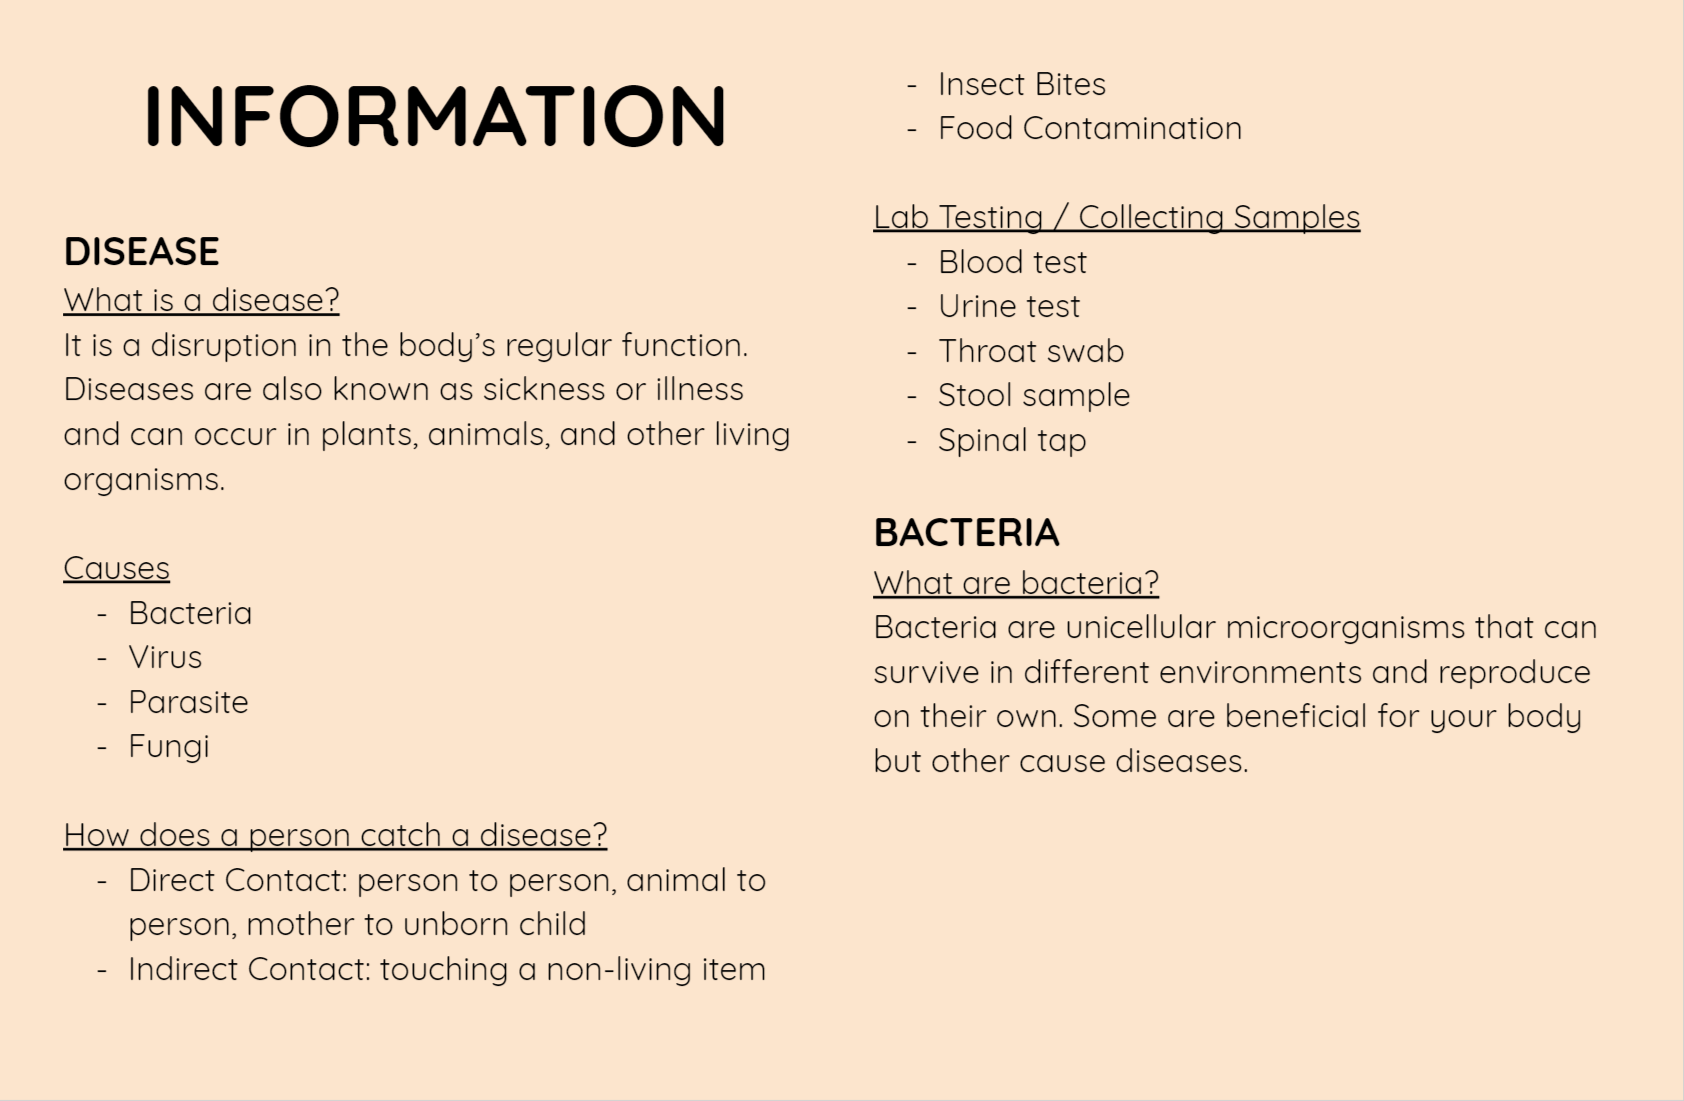 INFORMATION
DISEASE
What is a disease?
It is a disruption in the body’s regular function.
Diseases are also known as sickness or illness
and can occur in plants, animals, and other living
organisms.
Causes
- Bacteria
- Virus
- Parasite
- Fungi
How does a person catch a disease?
- Direct Contact: person to person, animal to
person, mother to unborn child
- Indirect Contact: touching a non-living item
- Insect Bites
- Food Contamination
Lab Testing / Collecting Samples
- Blood test
- Urine test
- Throat swab
- Stool sample
- Spinal tap
BACTERIA
What are bacteria?
Bacteria are unicellular microorganisms that can
survive in different environments and reproduce
on their own. Some are beneficial for your body
but other cause diseases.